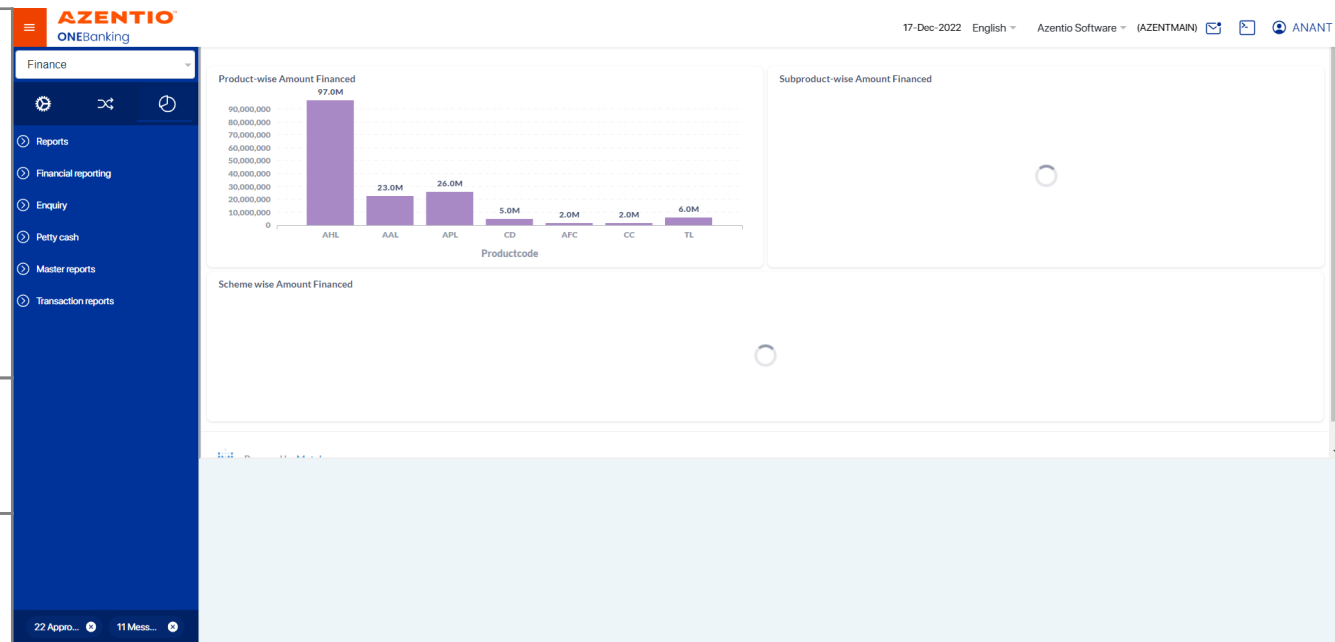 AZENTIO
ONEBanking
17-Dec-2022 English Azentio Software (AZENTMAIN) ANANT
Finance
Reports
Financial reporting
Enquiry
Petty cash
Master reports
Transaction reports
22 Appro... 11 Mess...
Product-wise Amount Financed
97.0M
90,000,000
80,000,000
70,000,000
60,000,000
50,000,000
40,000,000
30,000,000
20,000,000
10,000,000
0
23.0M
26.0M
5.0M
2.0M
2.0M
6.0M
AHL AAL APL CD AFC CC TL
Productcode
Subproduct-wise Amount Financed
Scheme wise Amount Financed